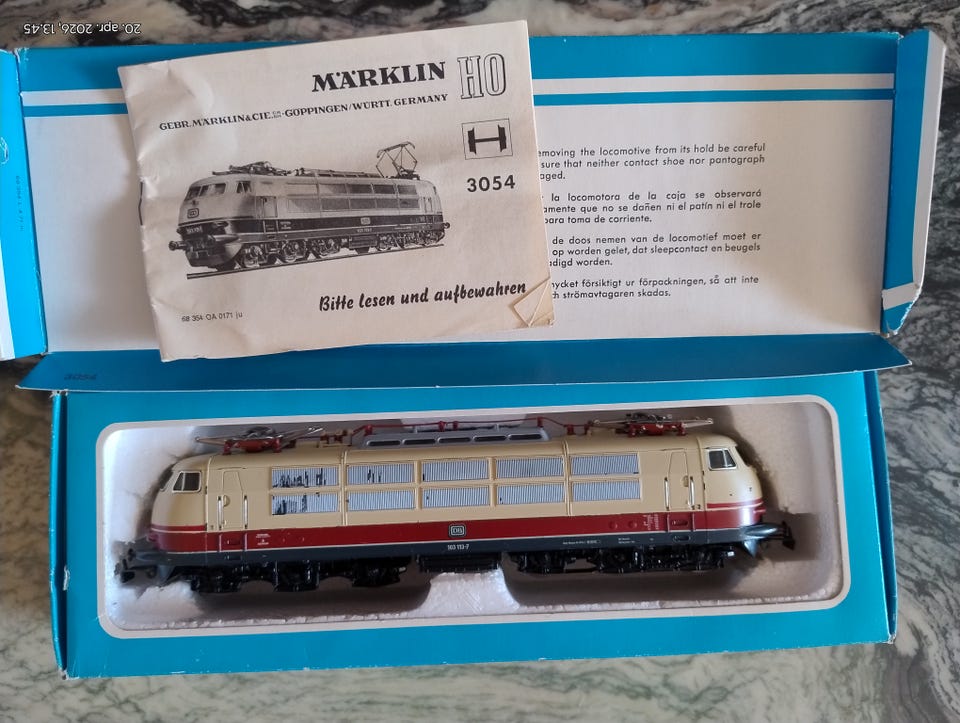 20. apr. 2026, 13.45
MÄRKLIN HO
GEBR. MÄRKLIN & CIE. GÖPPINGEN/WÜRTT. GERMANY
3054
Bitte lesen und aufbewahren
68 354 OA 0171 ju
emoving the locomotive from its hold be careful
sure that neither contact shoe nor pantograph
aged.
la locomotora de la caja se observará
amente que no se dañen ni el patín ni el trole
para toma de corriente.
de doos nemen van de locomotief moet er
op worden gelet, dat sleepcontact en beugels
adigd worden.
mycket försiktigt ur förpackningen, så att inte
ch strömavtagaren skadas.
3054
DB
103 113-7